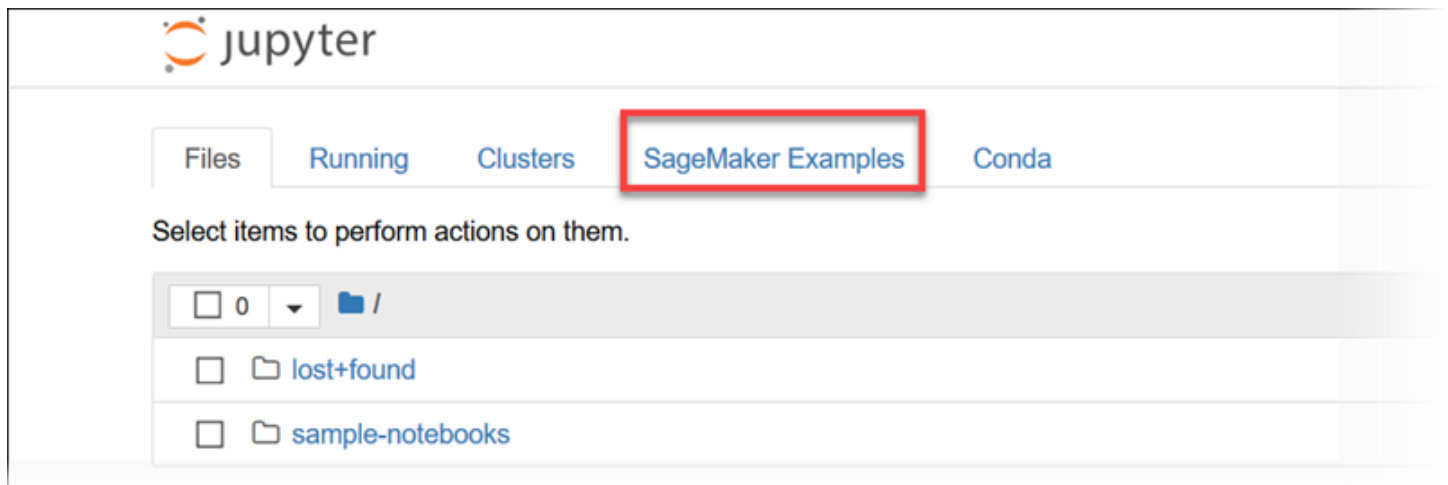 jupyter
Files Running Clusters SageMaker Examples Conda
Select items to perform actions on them.
0 /
lost+found
sample-notebooks